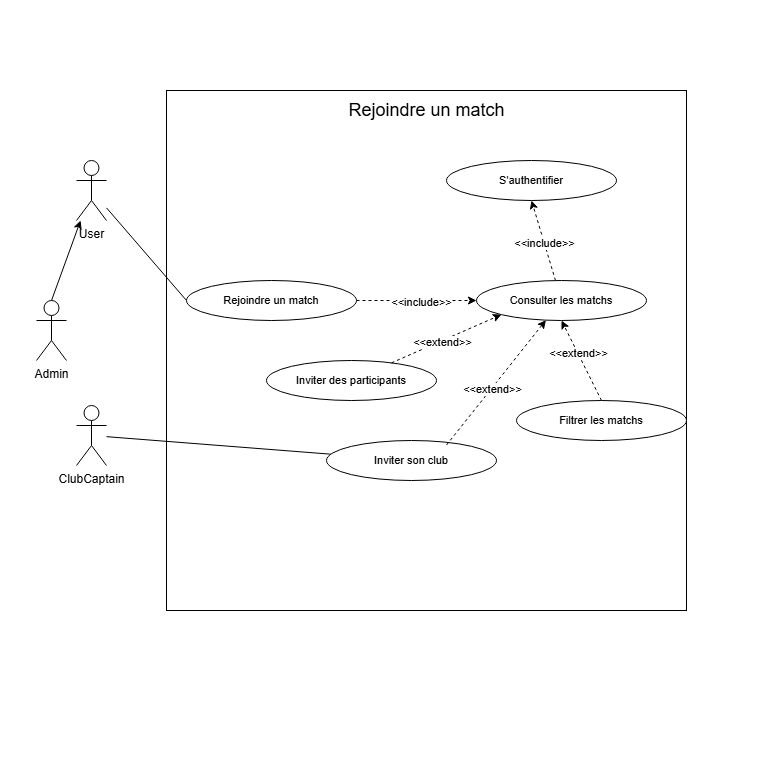 Rejoindre un match
S'authentifier
User
<<include>>
Rejoindre un match
<<include>>
Consulter les matchs
<<extend>>
<<extend>>
Admin
Inviter des participants
<<extend>>
Filtrer les matchs
Inviter son club
ClubCaptain